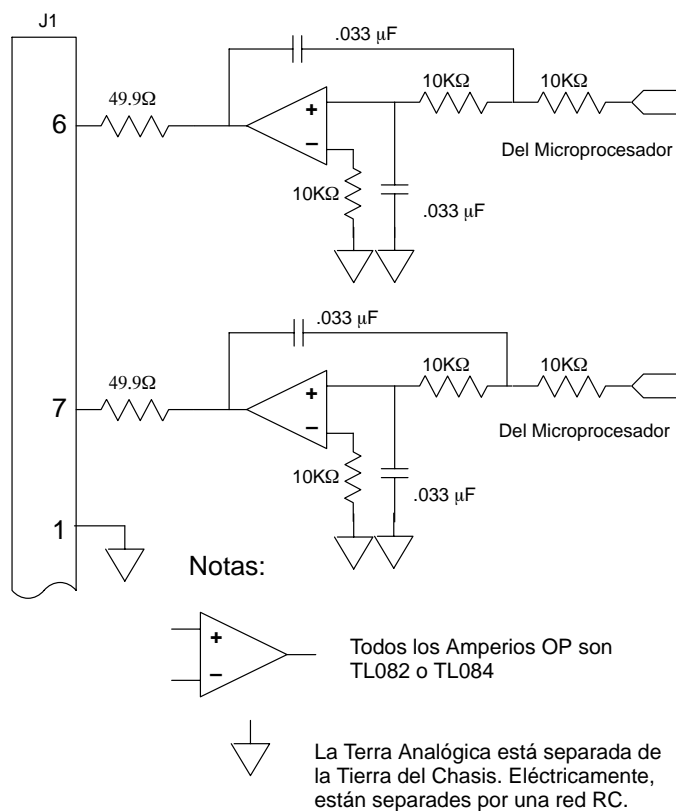 J1
.033 µF
10KΩ
10KΩ
49.9Ω
6
+
−
Del Microprocesador
10KΩ
.033 µF
.033 µF
10KΩ
10KΩ
49.9Ω
7
+
−
Del Microprocesador
10KΩ
.033 µF
1
Notas:
+
−
Todos los Amperios OP son
TL082 o TL084
La Terra Analógica está separada de
la Tierra del Chasis. Eléctricamente,
están separades por una red RC.